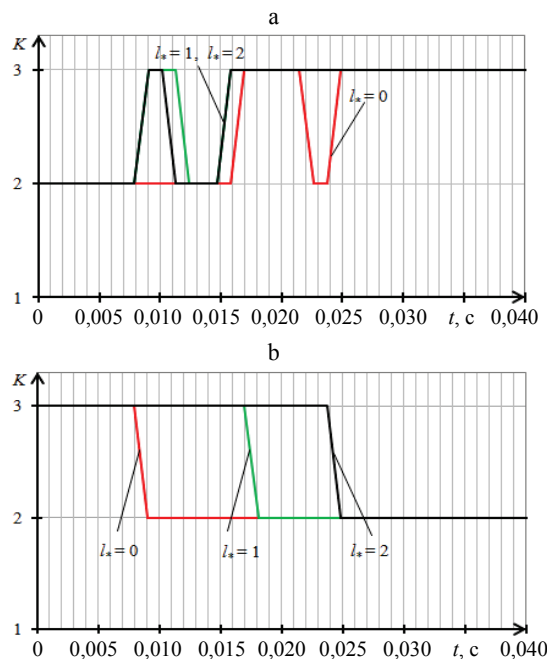 a
K
3
l* = 1, l* = 2
l* = 0
2
1
0 0,005 0,010 0,015 0,020 0,025 0,030 t, c 0,040
b
K
3
2
l* = 0 l* = 1 l* = 2
1
0 0,005 0,010 0,015 0,020 0,025 0,030 t, c 0,040